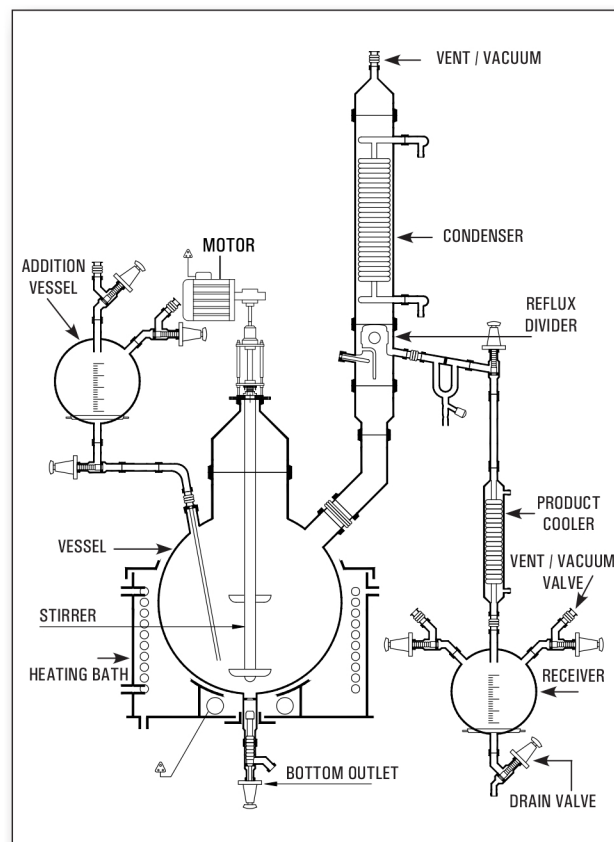 VENT / VACUUM
MOTOR
CONDENSER
ADDITION
VESSEL
REFLUX
DIVIDER
PRODUCT
COOLER
VESSEL
VENT / VACUUM
VALVE
STIRRER
HEATING BATH
RECEIVER
BOTTOM OUTLET
DRAIN VALVE